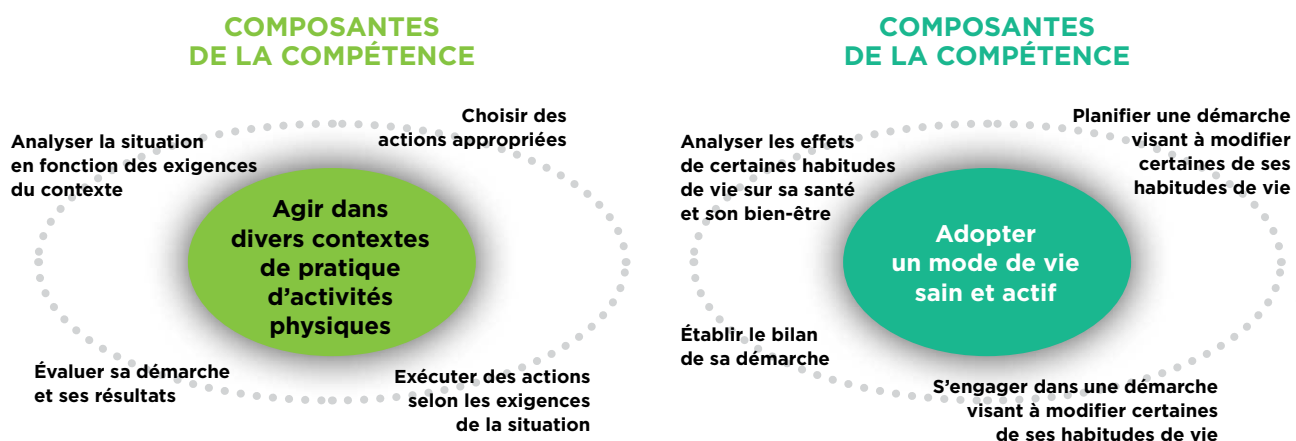 COMPOSANTES
DE LA COMPÉTENCE
Analyser la situation
en fonction des exigences
du contexte
Choisir des
actions appropriées
Agir dans
divers contextes
de pratique
d’activités
physiques
Évaluer sa démarche
et ses résultats
Exécuter des actions
selon les exigences
de la situation
COMPOSANTES
DE LA COMPÉTENCE
Analyser les effets
de certaines habitudes
de vie sur sa santé
et son bien-être
Planifier une démarche
visant à modifier
certaines de ses
habitudes de vie
Adopter
un mode de vie
sain et actif
Établir le bilan
de sa démarche
S’engager dans une démarche
visant à modifier certaines
de ses habitudes de vie